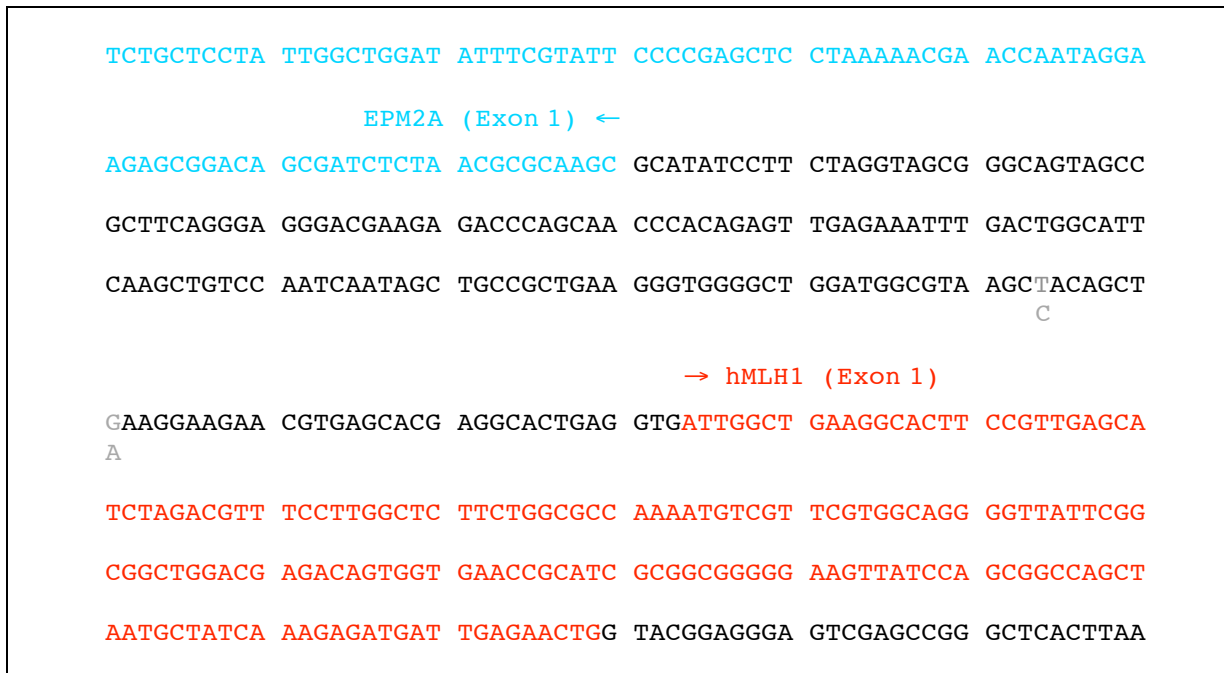 TCTGCTCCTA TTGGCTGGAT ATTTCGTATT CCCCGAGCTC CTAAAAACGA ACCAATAGGA
EPM2A (Exon 1) ←
AGAGCGGACA GCGATCTCTA ACGCGCAAGC GCATATCCTT CTAGGTAGCG GGCAGTAGCC
GCTTCAGGGA GGGACGAAGA GACCCAGCAA CCCACAGAGT TGAGAAATTT GACTGGCATT
CAAGCTGTCC AATCAATAGC TGCCGCTGAA GGGTGGGGCT GGATGGCGTA AGCTACAGCT
C
→ hMLH1 (Exon 1)
GAAGGAAGAA CGTGAGCACG AGGCACTGAG GTGATTGGCT GAAGGCACTT CCGTTGAGCA
A
TCTAGACGTT TCCTTGGCTC TTCTGGCGCC AAAATGTCGT TCGTGGCAGG GGTTATTCGG
CGGCTGGACG AGACAGTGGT GAACCGCATC GCGGCGGGGG AAGTTATCCA GCGGCCAGCT
AATGCTATCA AAGAGATGAT TGAGAACTGG TACGGAGGGA GTCGAGCCGG GCTCACTTAA